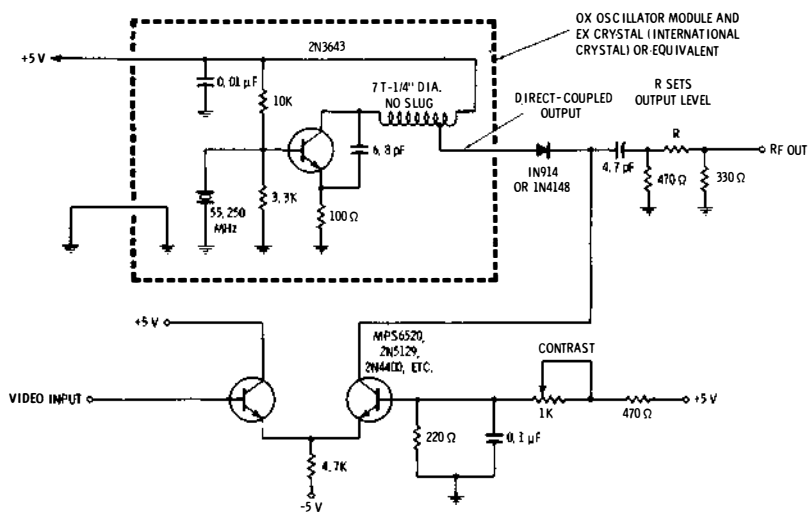 OX OSCILLATOR MODULE AND
EX CRYSTAL (INTERNATIONAL
CRYSTAL) OR EQUIVALENT
2N3643
+5 V
0.01 µF
10K
7 T-1/4" DIA.
NO SLUG
DIRECT-COUPLED
OUTPUT
R SETS
OUTPUT LEVEL
6.8 pF
R
RF OUT
1N914
OR 1N4148
4.7 pF
470 Ω
330 Ω
55.250
MHz
3.3K
100 Ω
+5 V
MPS6520,
2N5129,
2N4400, ETC.
CONTRAST
VIDEO INPUT
1K
470 Ω
+5 V
220 Ω
0.1 µF
4.7K
-5 V